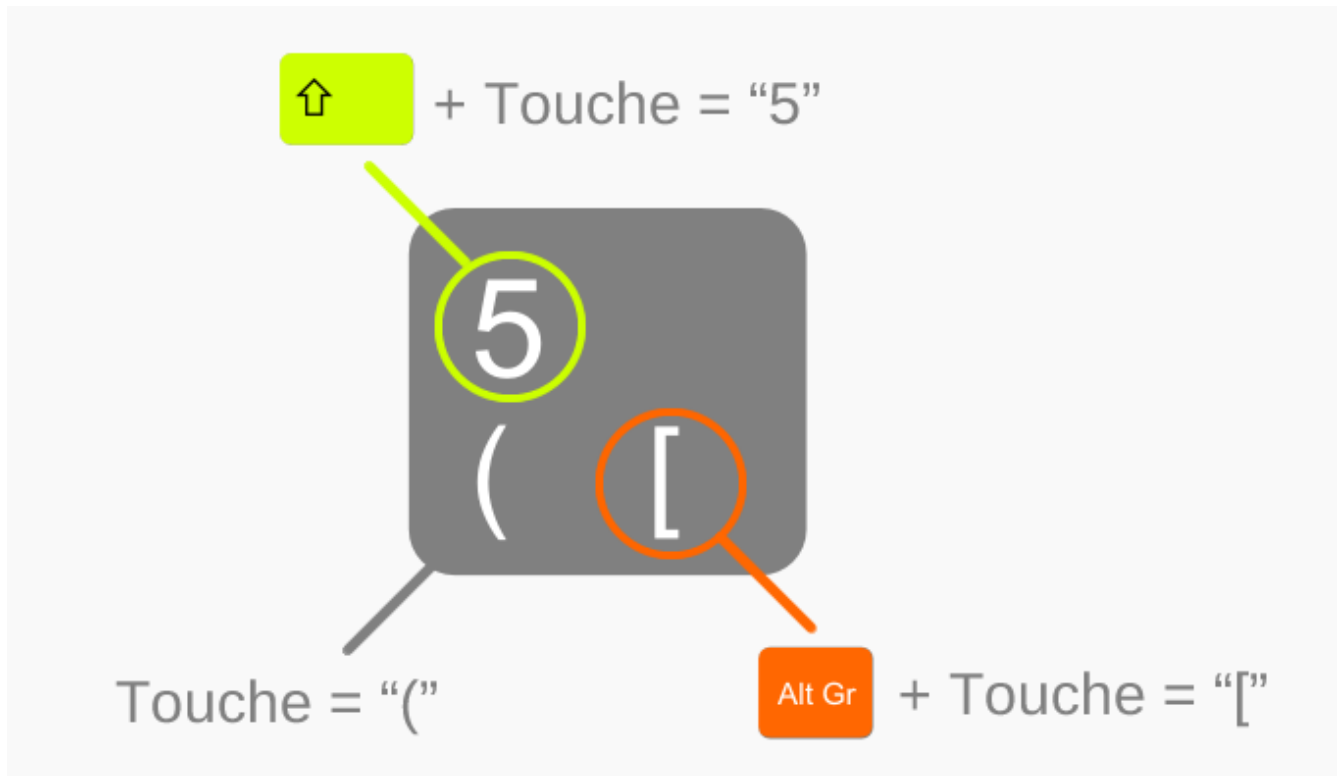 ⇧ + Touche = “5”
5
( [
Touche = “(”
Alt Gr + Touche = “[”